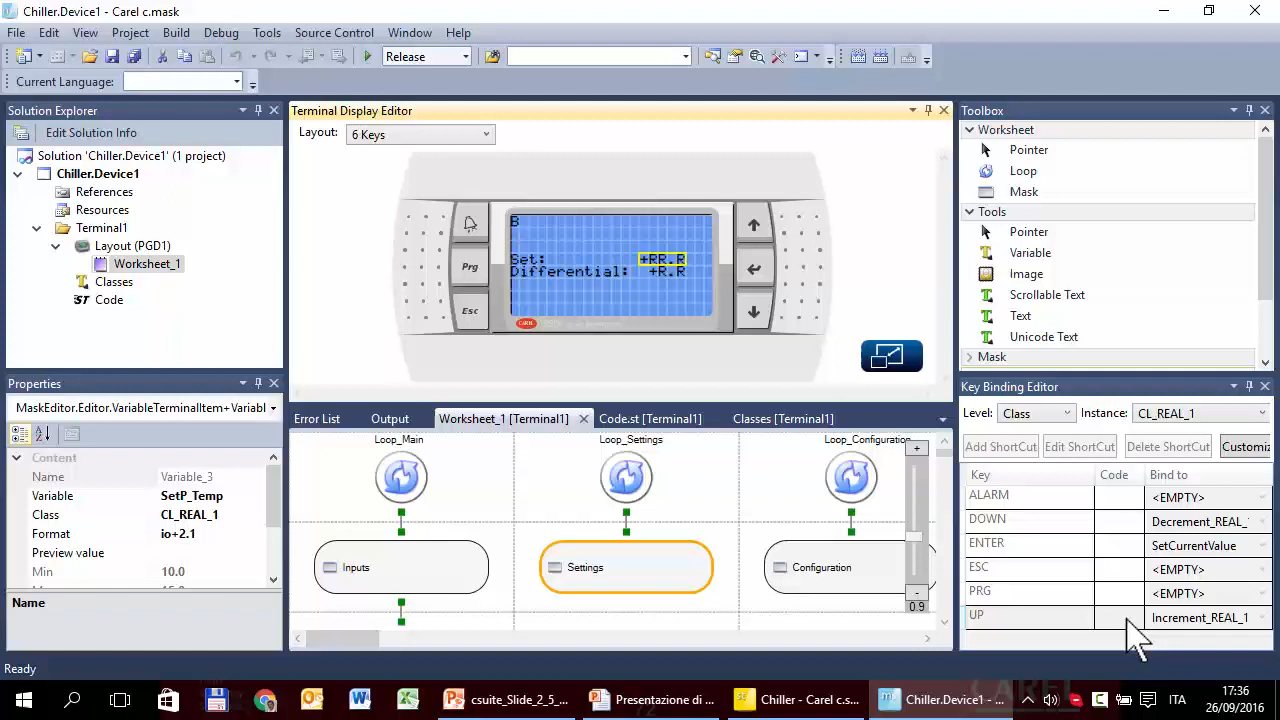 Chiller.Device1 - Carel c.mask
File Edit View Project Build Debug Tools Source Control Window Help
Release
Current Language:
Solution Explorer
Edit Solution Info
Solution 'Chiller.Device1' (1 project)
Chiller.Device1
References
Resources
Terminal1
Layout (PGD1)
Worksheet_1
Classes
Code
Properties
MaskEditor.Editor.VariableTerminalItem+Variabl
Content
Name Variable_3
Variable SetP_Temp
Class CL_REAL_1
Format io+2.1
Preview value
Min 10.0
Name
Terminal Display Editor
Layout: 6 Keys
Prg
Esc
B
Set: +RR.R
Differential: +R.R
Error List Output Worksheet_1 [Terminal1] Code.st [Terminal1] Classes [Terminal1]
Loop_Main Loop_Settings Loop_Configuration
Inputs Settings Configuration
+
-
0.9
Toolbox
Worksheet
Pointer
Loop
Mask
Tools
Pointer
Variable
Image
Scrollable Text
Text
Unicode Text
Mask
Key Binding Editor
Level: Class Instance: CL_REAL_1
Add ShortCut Edit ShortCut Delete ShortCut Customiz
Key Code Bind to
ALARM <EMPTY>
DOWN Decrement_REAL_1
ENTER SetCurrentValue
ESC <EMPTY>
PRG <EMPTY>
UP Increment_REAL_1
Ready
csuite_Slide_2_5_... Presentazione di ... Chiller - Carel c.s... Chiller.Device1 - ...
ITA
17:36
26/09/2016